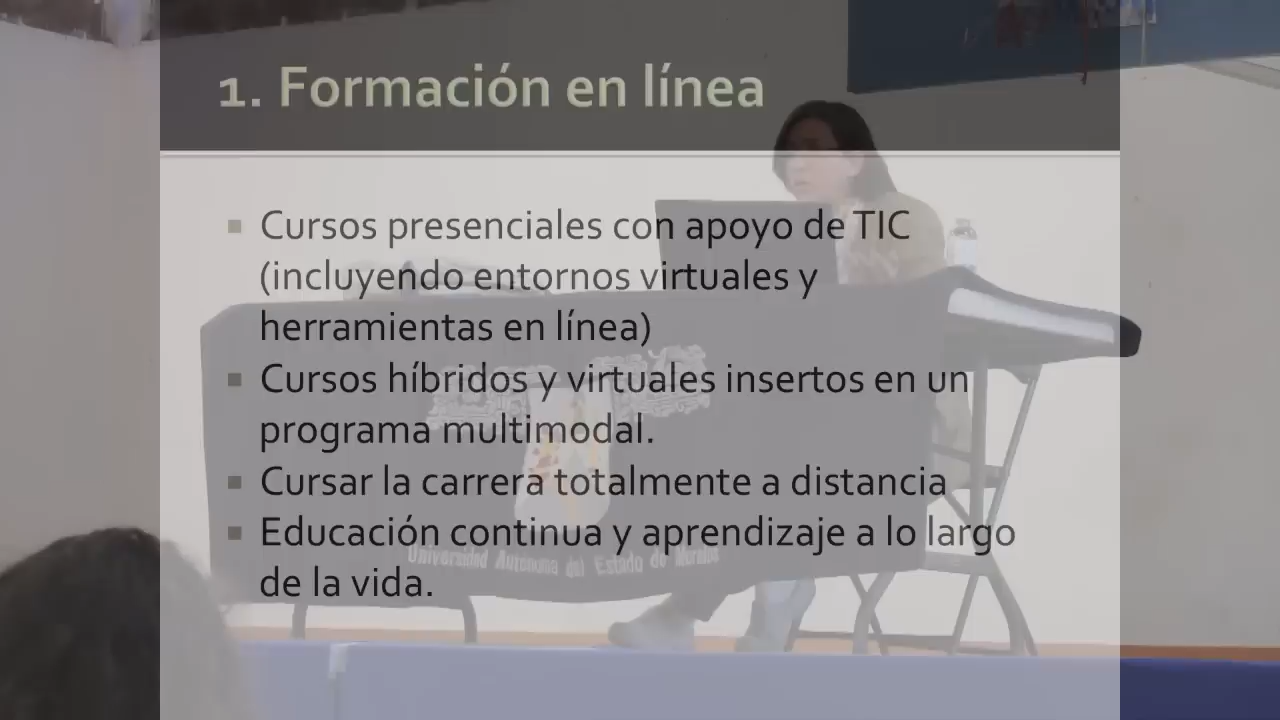 1. Formación en línea
Cursos presenciales con apoyo de TIC
(incluyendo entornos virtuales y
herramientas en línea)
Cursos híbridos y virtuales insertos en un
programa multimodal.
Cursar la carrera totalmente a distancia
Educación continua y aprendizaje a lo largo
de la vida.
Universidad Autonoma del Estado de Morelos